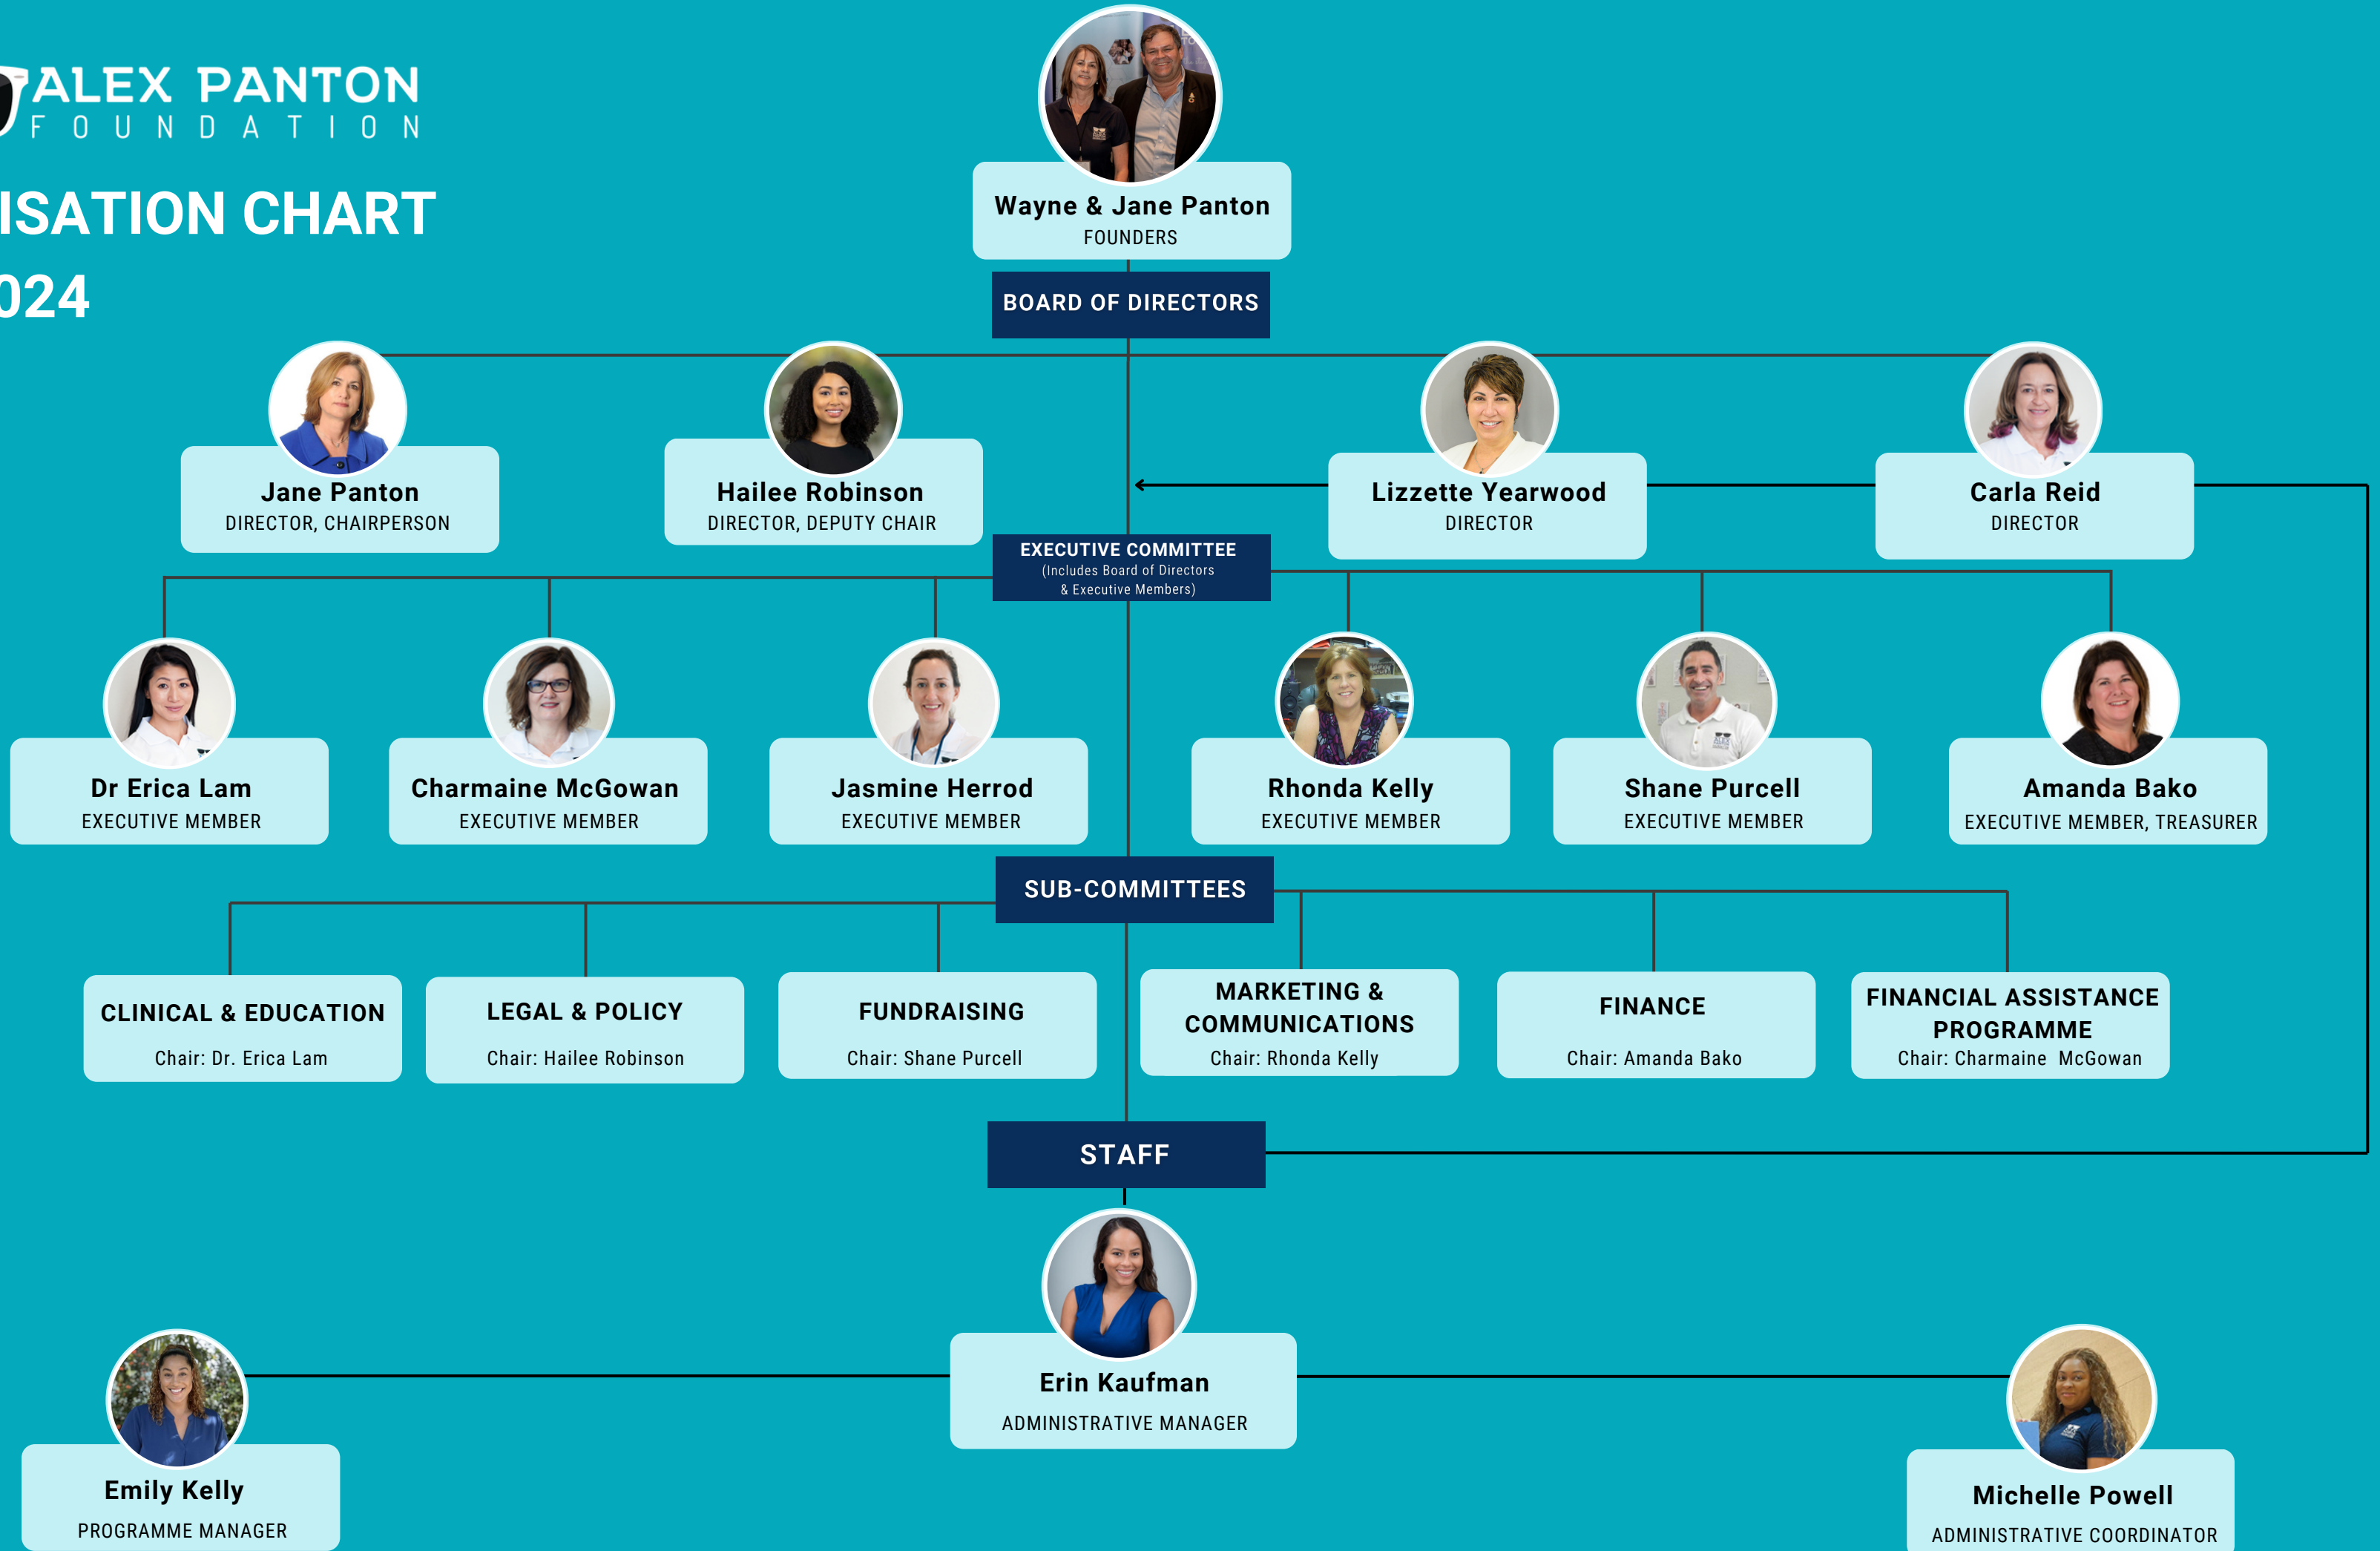 ALEX PANTON
FOUNDATION
ISATION CHART
024
Wayne & Jane Panton
FOUNDERS
BOARD OF DIRECTORS
Jane Panton
DIRECTOR, CHAIRPERSON
Hailee Robinson
DIRECTOR, DEPUTY CHAIR
Lizzette Yearwood
DIRECTOR
Carla Reid
DIRECTOR
EXECUTIVE COMMITTEE
(Includes Board of Directors
& Executive Members)
Dr Erica Lam
EXECUTIVE MEMBER
Charmaine McGowan
EXECUTIVE MEMBER
Jasmine Herrod
EXECUTIVE MEMBER
Rhonda Kelly
EXECUTIVE MEMBER
Shane Purcell
EXECUTIVE MEMBER
Amanda Bako
EXECUTIVE MEMBER, TREASURER
SUB-COMMITTEES
CLINICAL & EDUCATION
Chair: Dr. Erica Lam
LEGAL & POLICY
Chair: Hailee Robinson
FUNDRAISING
Chair: Shane Purcell
MARKETING &
COMMUNICATIONS
Chair: Rhonda Kelly
FINANCE
Chair: Amanda Bako
FINANCIAL ASSISTANCE
PROGRAMME
Chair: Charmaine  McGowan
STAFF
Erin Kaufman
ADMINISTRATIVE MANAGER
Emily Kelly
PROGRAMME MANAGER
Michelle Powell
ADMINISTRATIVE COORDINATOR